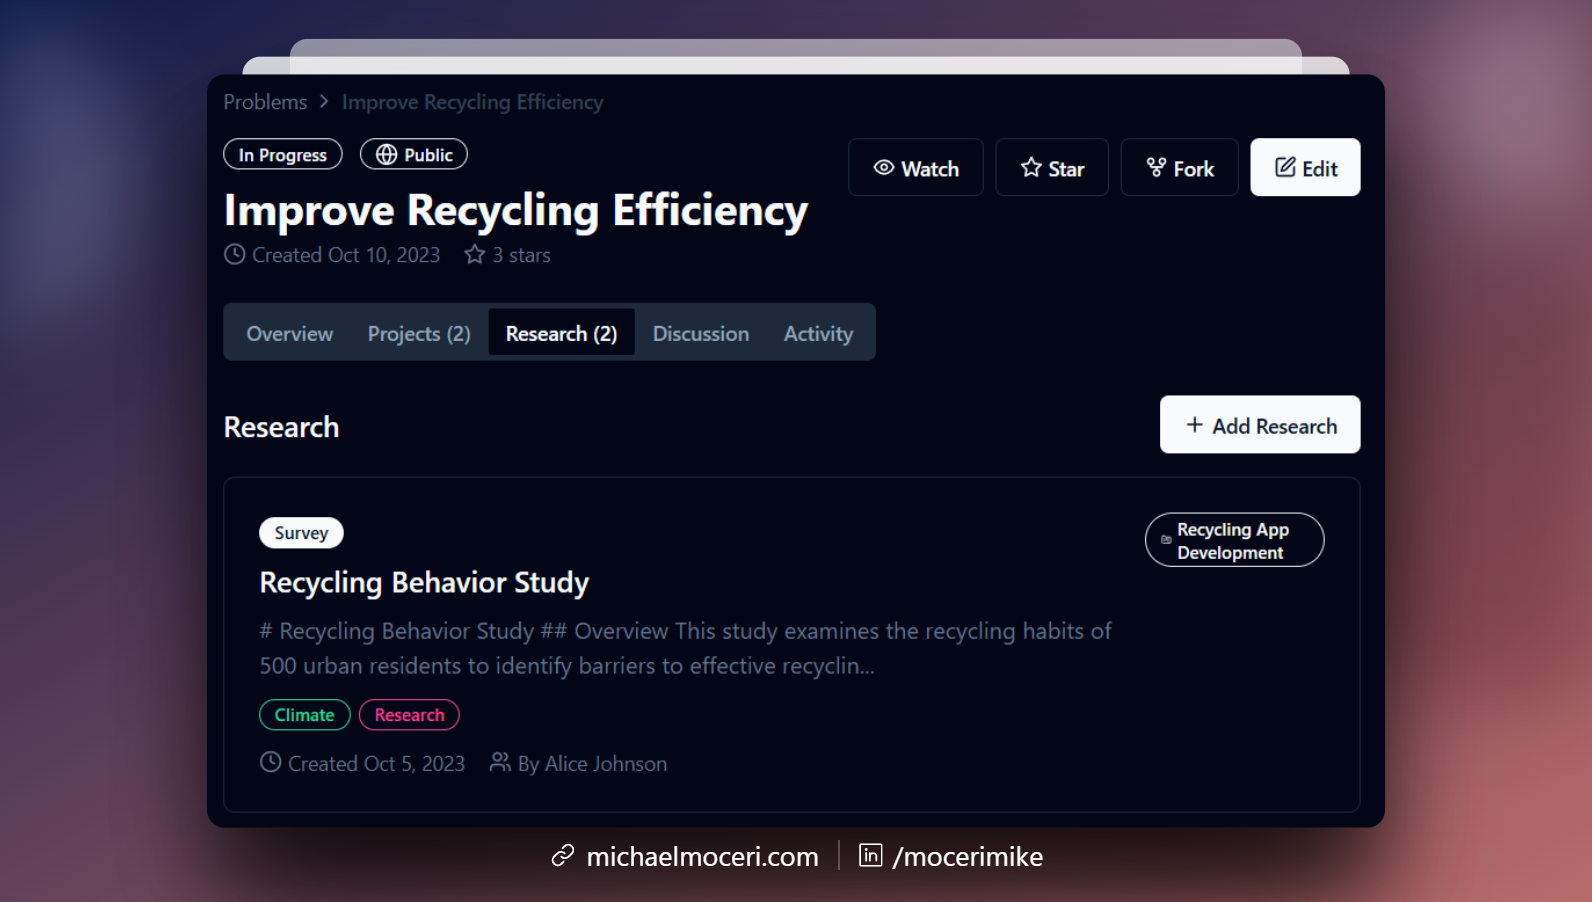 Problems > Improve Recycling Efficiency
In Progress Public
Watch Star Fork Edit
Improve Recycling Efficiency
Created Oct 10, 2023 3 stars
Overview Projects (2) Research (2) Discussion Activity
Research
+ Add Research
Survey
Recycling App
Development
Recycling Behavior Study
# Recycling Behavior Study ## Overview This study examines the recycling habits of
500 urban residents to identify barriers to effective recyclin...
Climate Research
Created Oct 5, 2023 By Alice Johnson
michaelmoceri.com | in /mocerimike